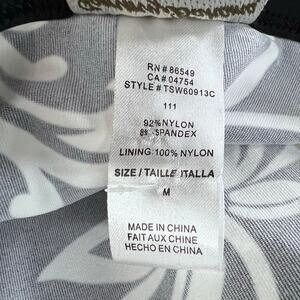 RN# 86549
CA# 04754
STYLE# TSW60913C
111
92%NYLON
8% SPANDEX
LINING:100% NYLON
SIZE / TAILLE /TALLA
M
MADE IN CHINA
FAIT AUX CHINE
HECHO EN CHINA